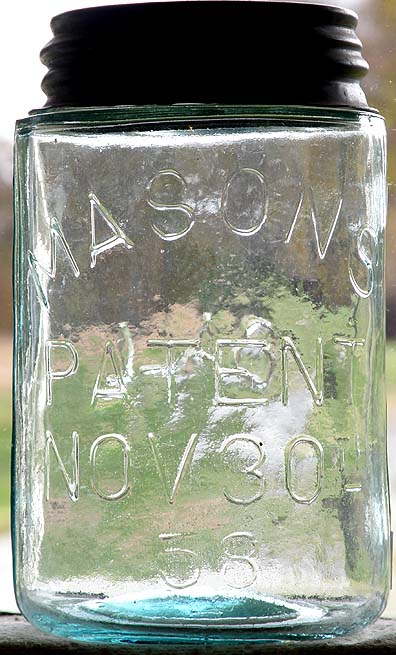 MASON'S
PATENT
NOV 30TH
58